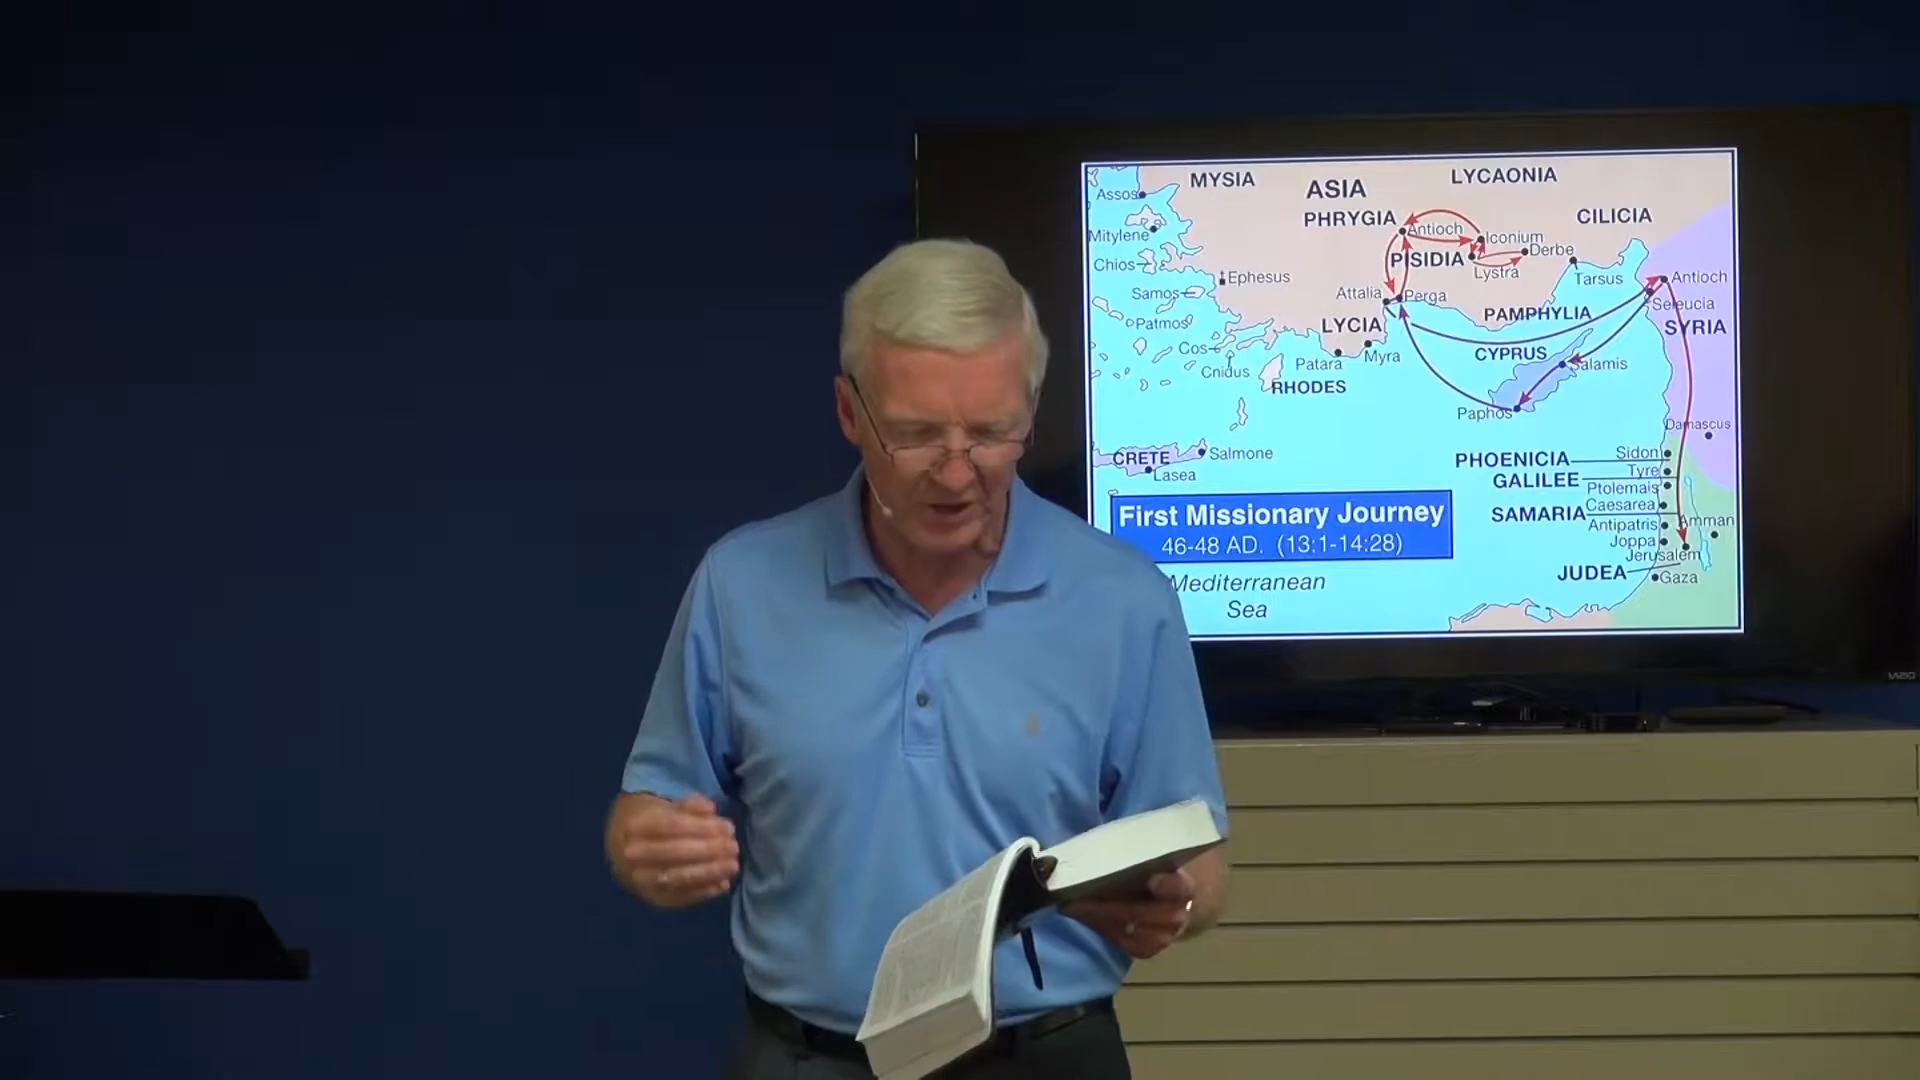 MYSIA
ASIA
LYCAONIA
Assos
PHRYGIA
CILICIA
Mitylene
Antioch
Iconium
Derbe
Chios
PISIDIA
Lystra
Tarsus
Ephesus
Antioch
Samos
Attalia
Perga
Seleucia
Patmos
LYCIA
PAMPHYLIA
SYRIA
Cos
Cnidus
Patara
Myra
CYPRUS
Salamis
RHODES
Paphos
Damascus
CRETE
Salmone
Lasea
PHOENICIA
Sidon
GALILEE
Tyre
Ptolemais
SAMARIA
Caesarea
Antipatris
Amman
Joppa
Jerusalem
JUDEA
Gaza
First Missionary Journey
46-48 AD. (13:1-14:28)
Mediterranean
Sea
VIZIO